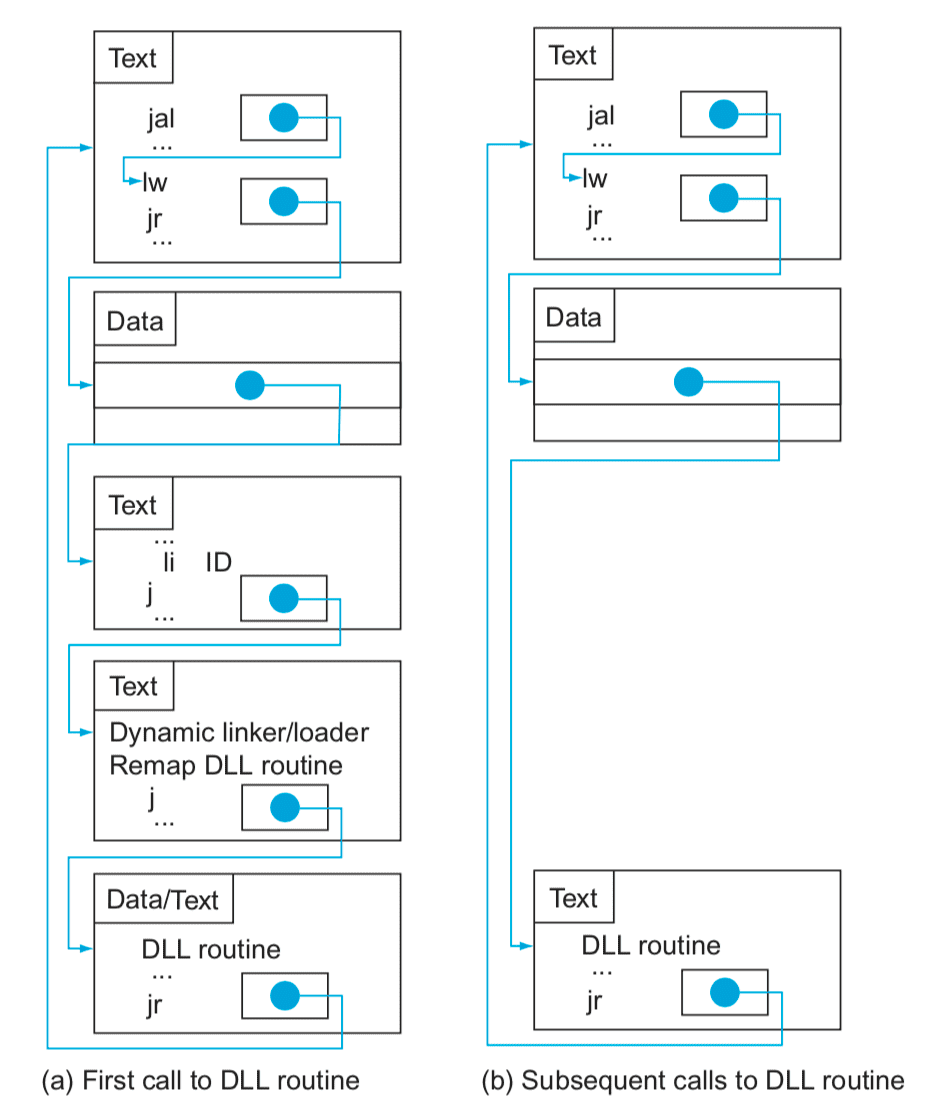 Text
jal
...
lw
jr
...
Data
Text
...
li ID
j
...
Text
Dynamic linker/loader
Remap DLL routine
j
...
Data/Text
DLL routine
...
jr
(a) First call to DLL routine
Text
jal
...
lw
jr
...
Data
Text
DLL routine
...
jr
(b) Subsequent calls to DLL routine